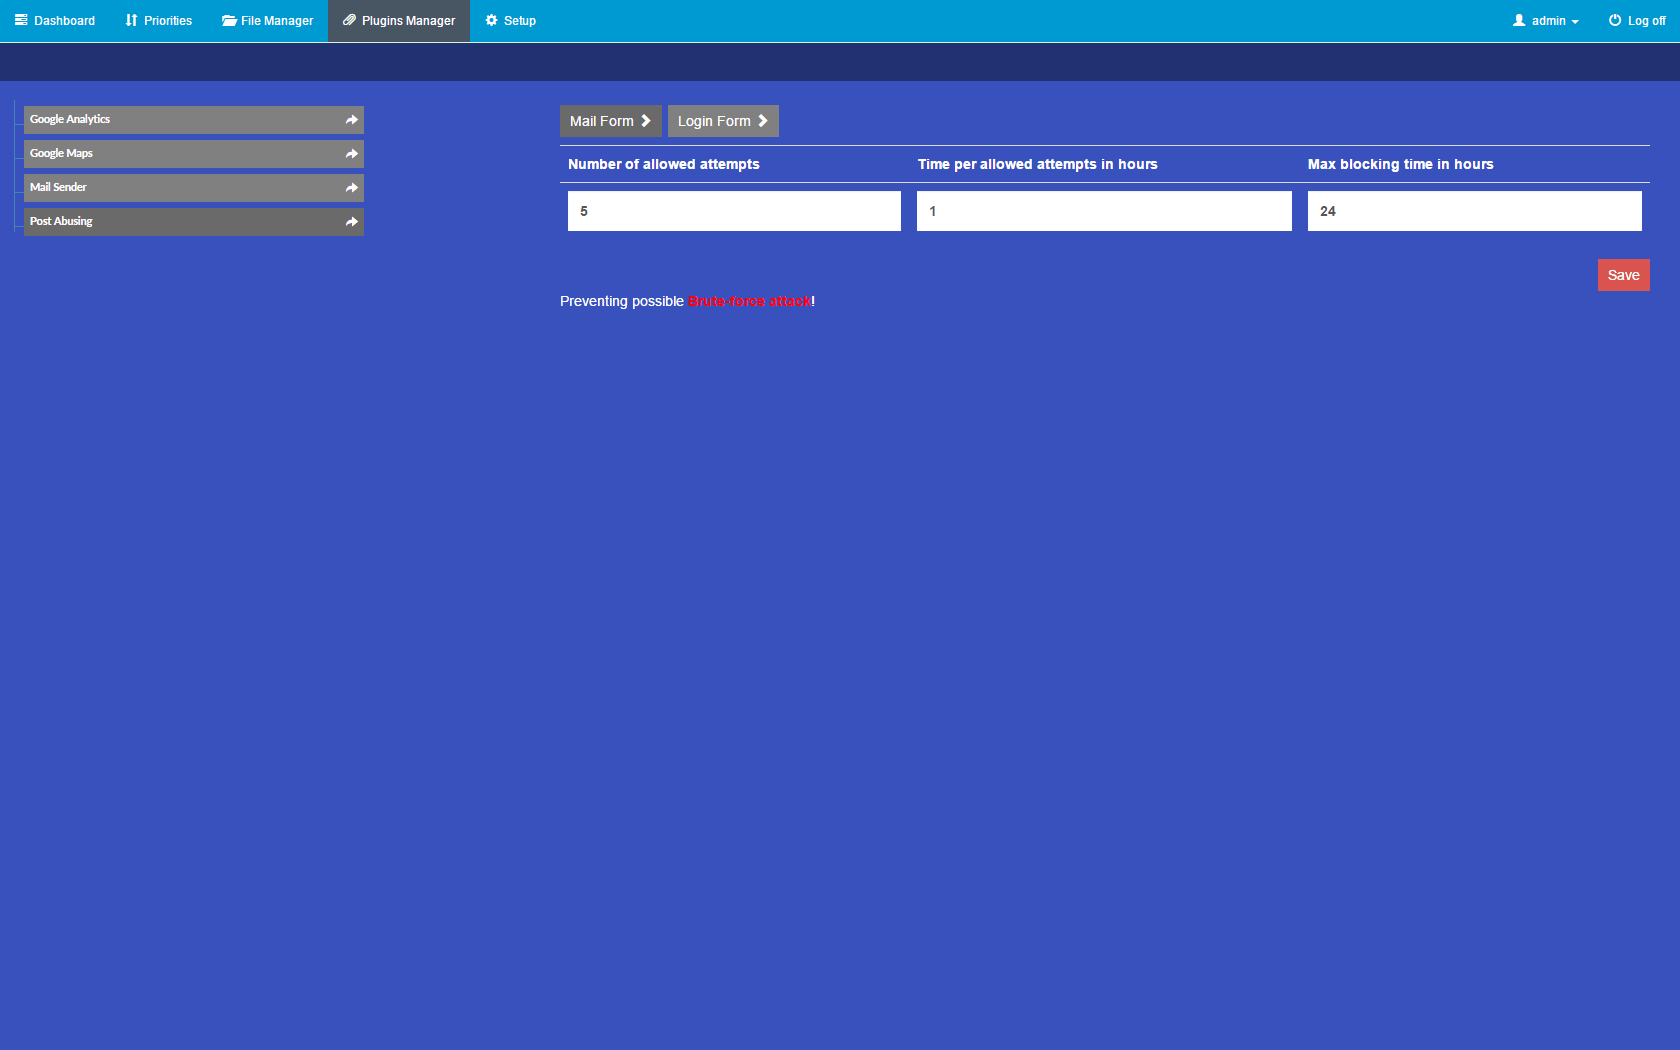 Dashboard Priorities File Manager Plugins Manager Setup admin Log off
Google Analytics
Google Maps
Mail Sender
Post Abusing
Mail Form Login Form
Number of allowed attempts Time per allowed attempts in hours Max blocking time in hours
5 1 24
Save
Preventing possible Brute-force attack!